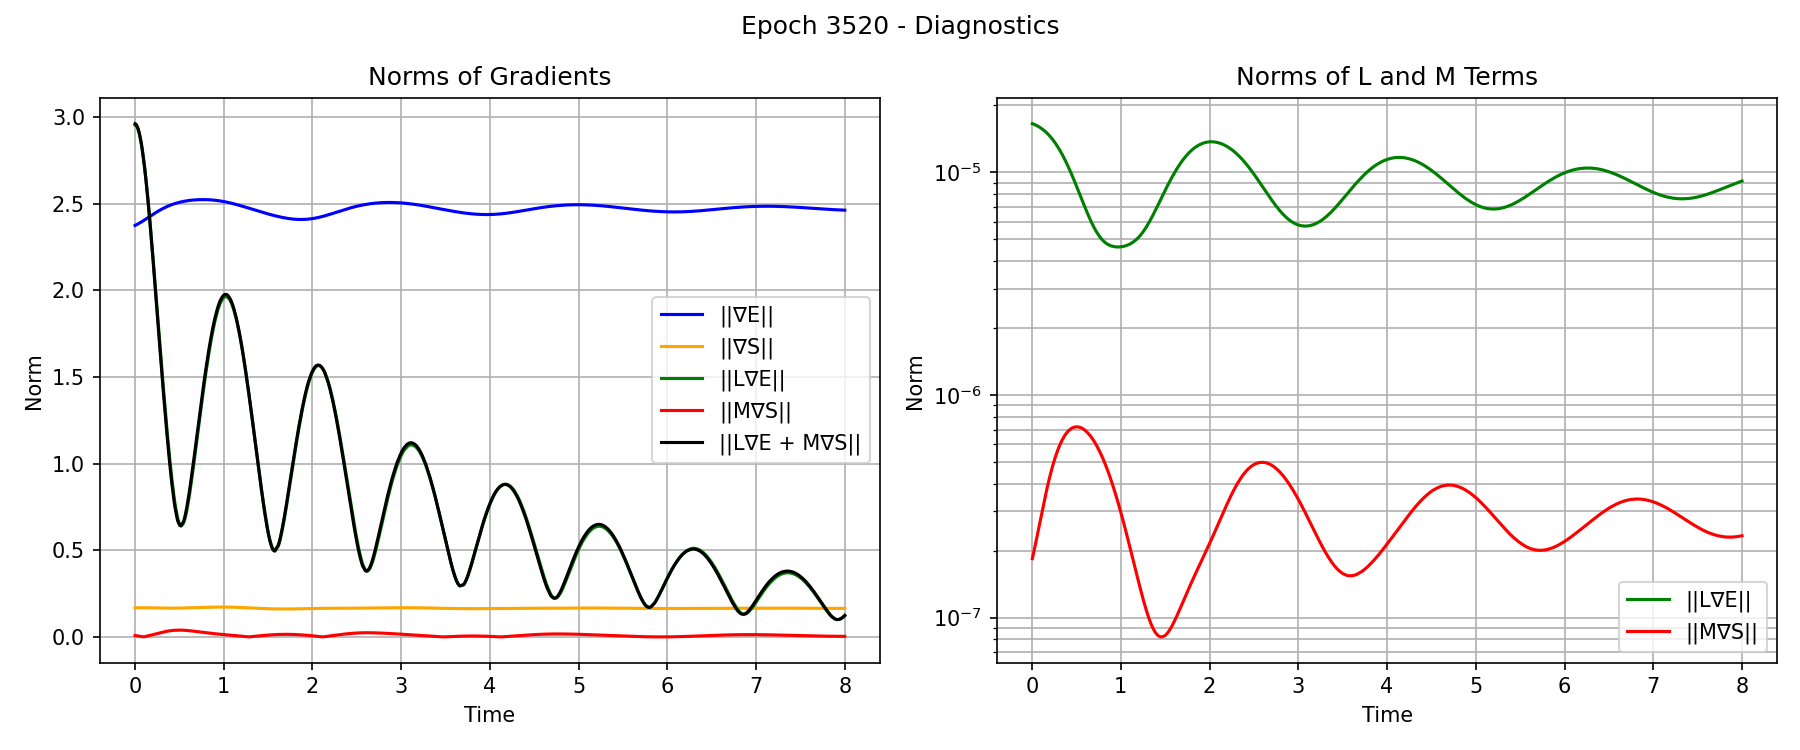 Epoch 3520 - Diagnostics
Norms of Gradients
Norm
3.0
2.5
2.0
1.5
1.0
0.5
0.0
0 1 2 3 4 5 6 7 8
Time
||∇E||
||∇S||
||L∇E||
||M∇S||
||L∇E + M∇S||
Norms of L and M Terms
Norm
10⁻⁵
10⁻⁶
10⁻⁷
0 1 2 3 4 5 6 7 8
Time
||L∇E||
||M∇S||